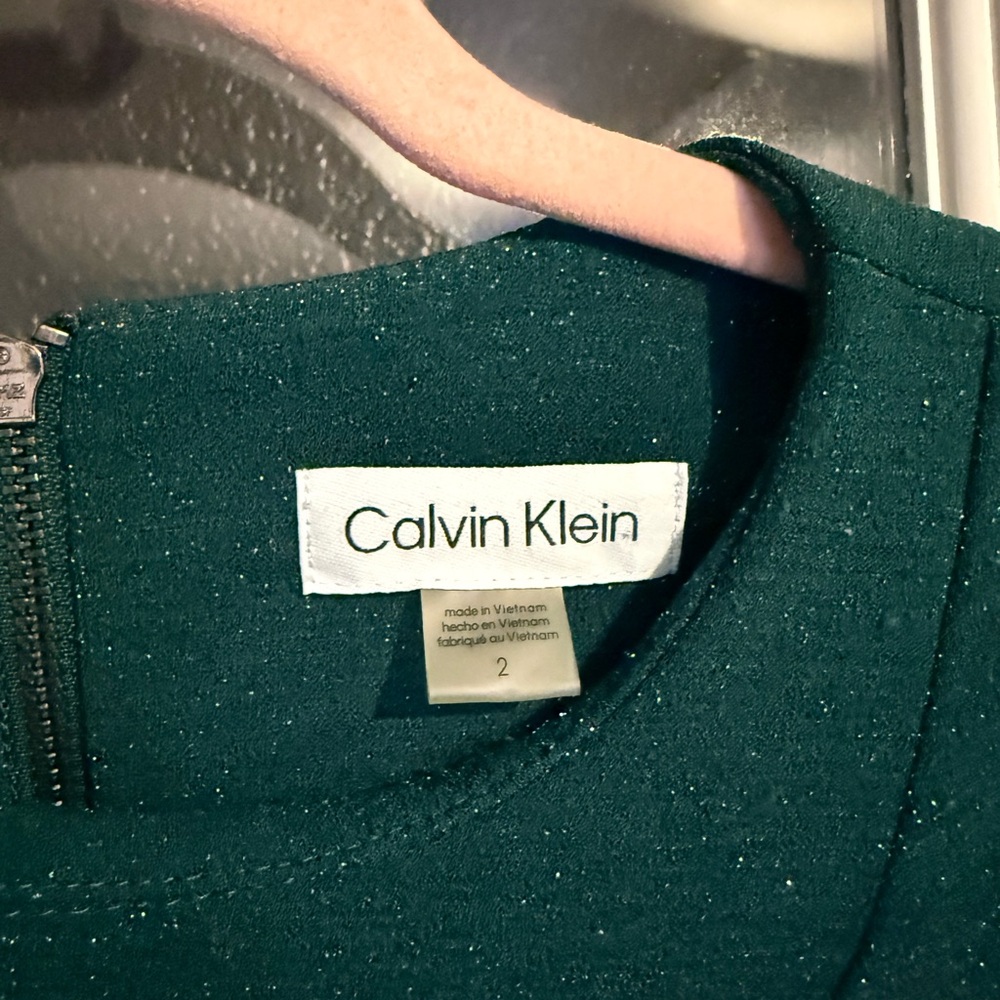 Calvin Klein
made in Vietnam
hecho en Vietnam
fabriqué au Vietnam
2